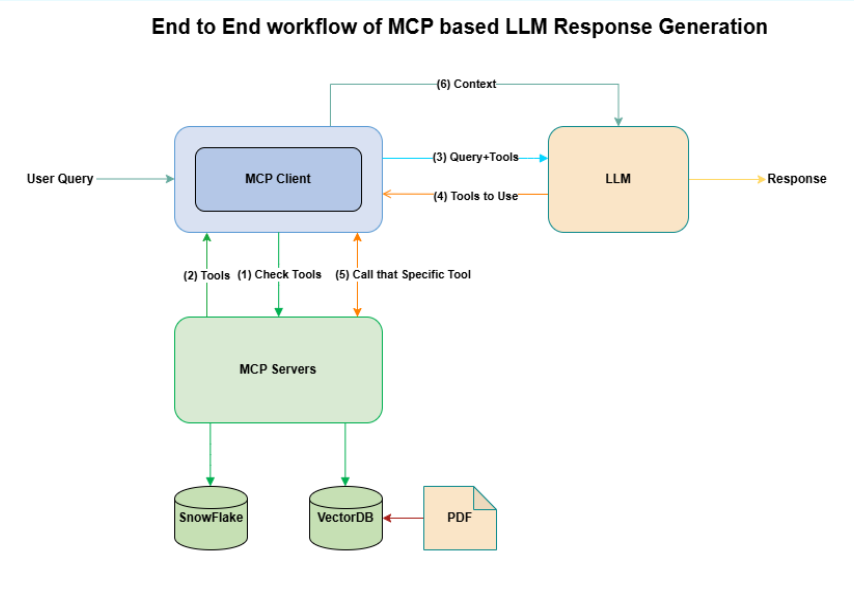 End to End workflow of MCP based LLM Response Generation
(6) Context
User Query
MCP Client
(3) Query+Tools
(4) Tools to Use
LLM
Response
(2) Tools
(1) Check Tools
(5) Call that Specific Tool
MCP Servers
SnowFlake
VectorDB
PDF